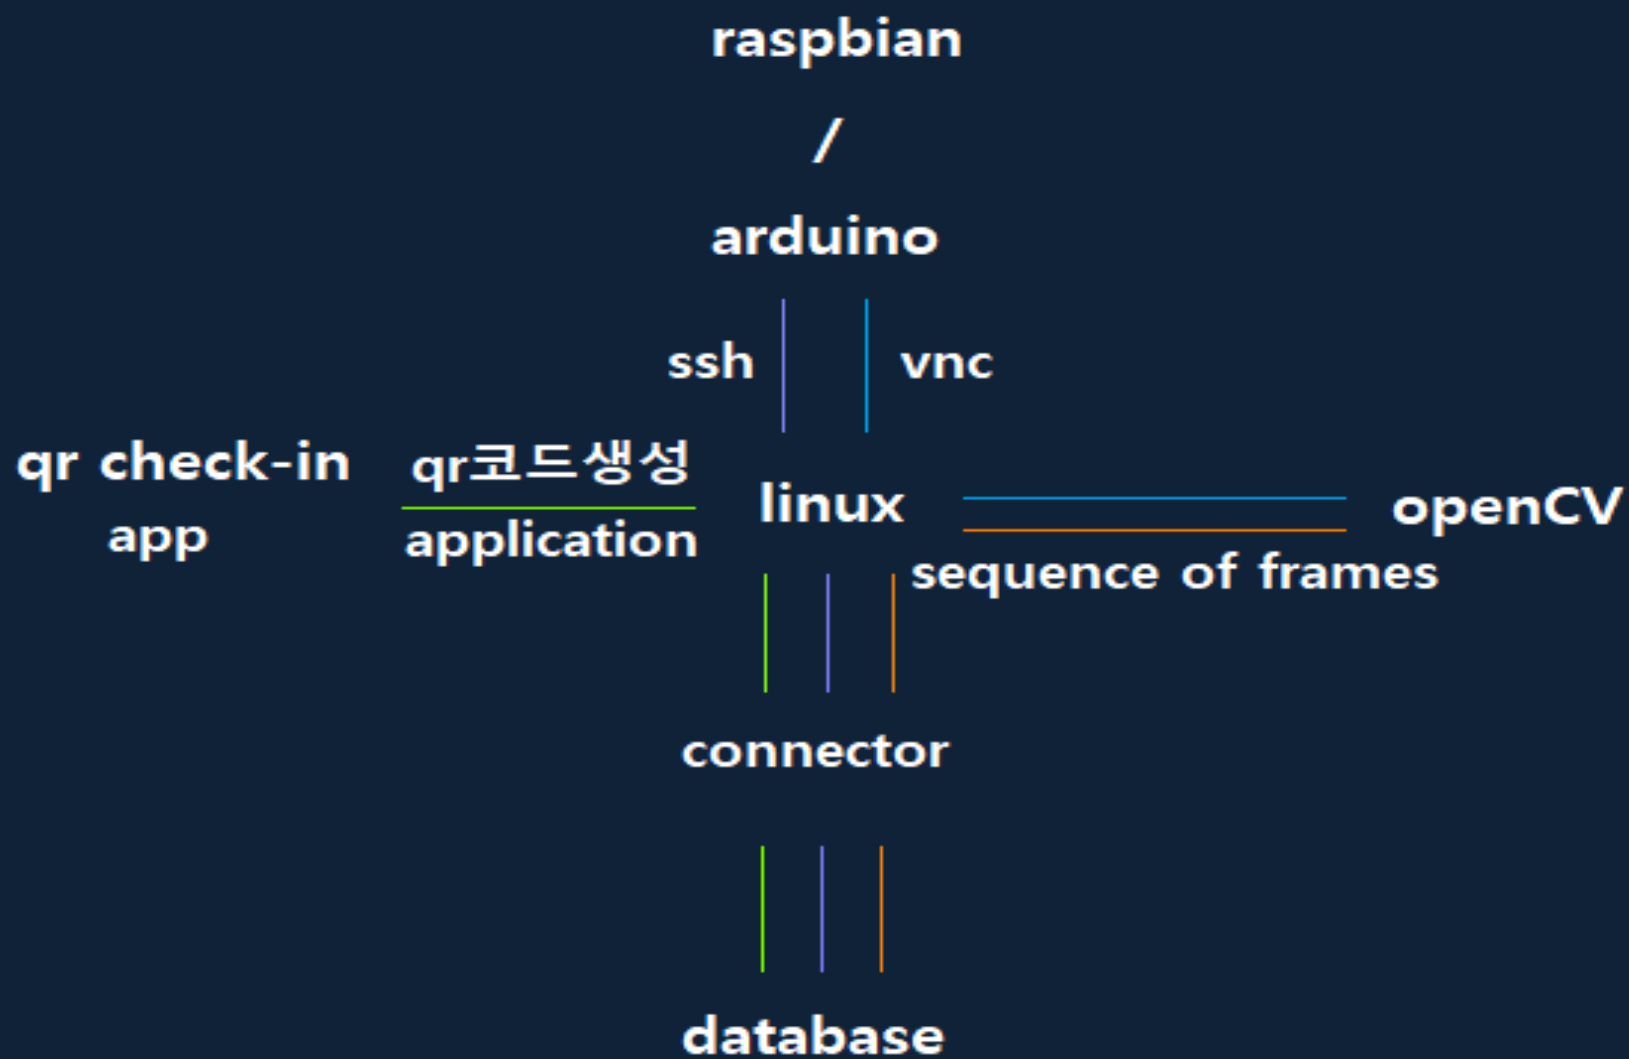 raspbian
/
arduino
ssh
vnc
qr check-in
app
qr코드생성
application
linux
openCV
sequence of frames
connector
database